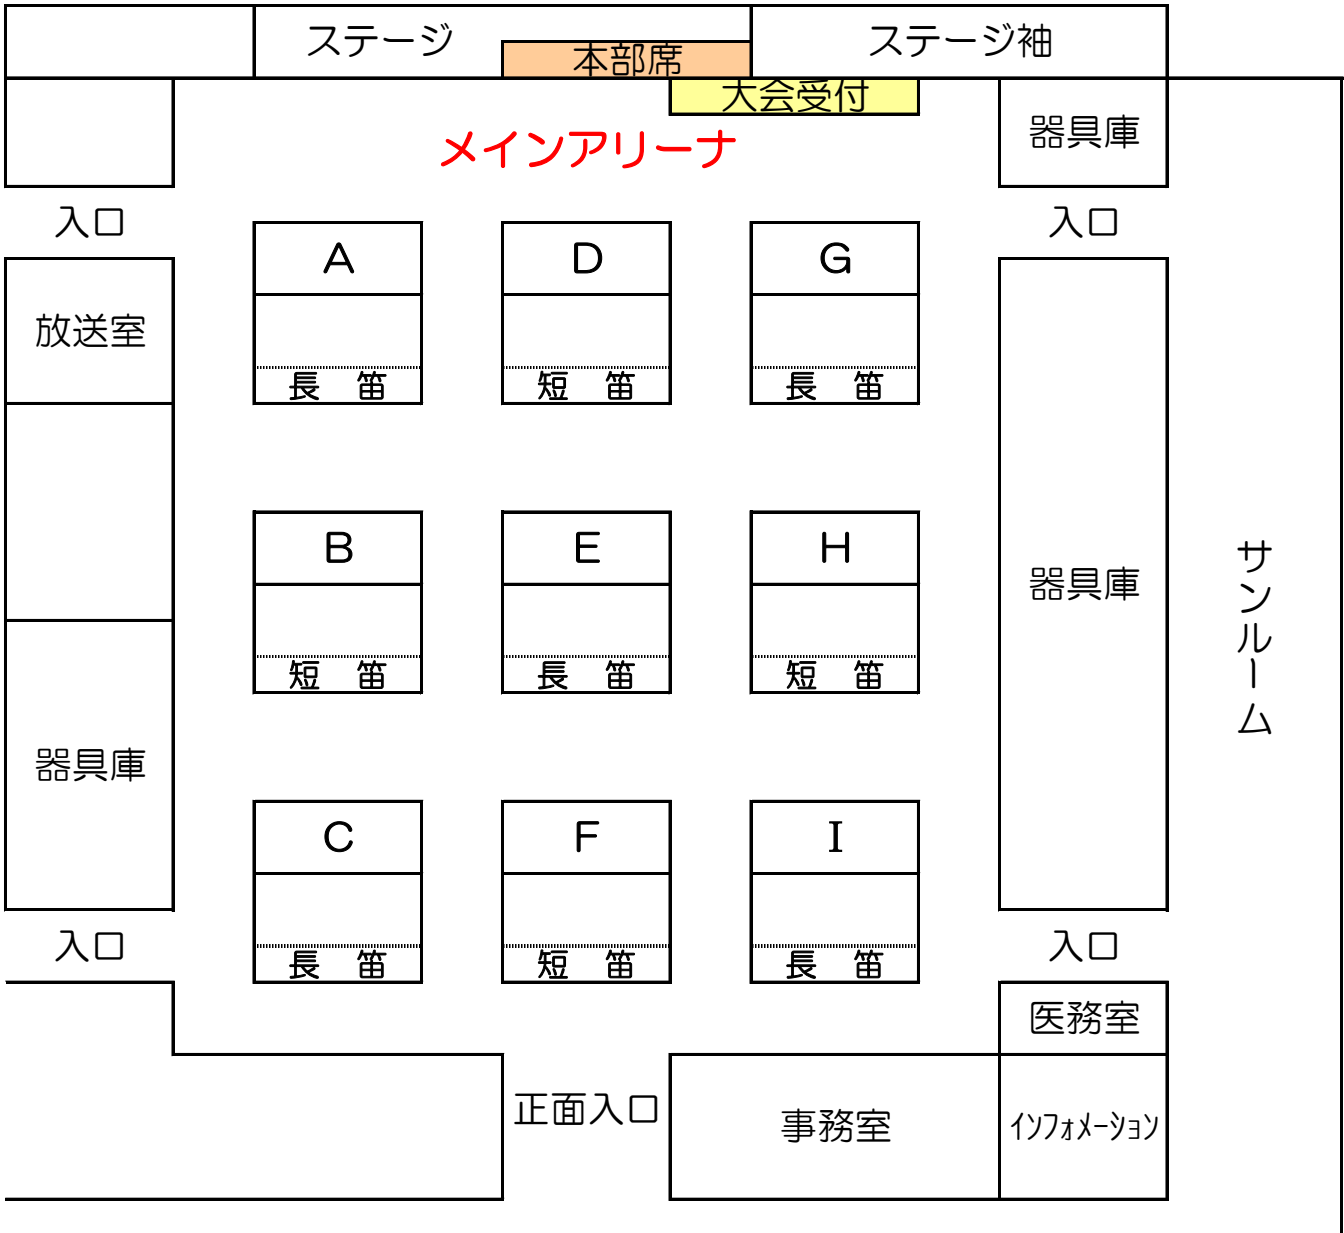 ステージ
ステージ袖
本部席
大会受付
メインアリーナ
器具庫
入口
入口
A
D
G
放送室
長　笛
短　笛
長　笛
B
E
H
器具庫
サンルーム
短　笛
長　笛
短　笛
器具庫
C
F
I
入口
入口
長　笛
短　笛
長　笛
医務室
正面入口
事務室
ｲﾝﾌｫﾒｰｼｮﾝ